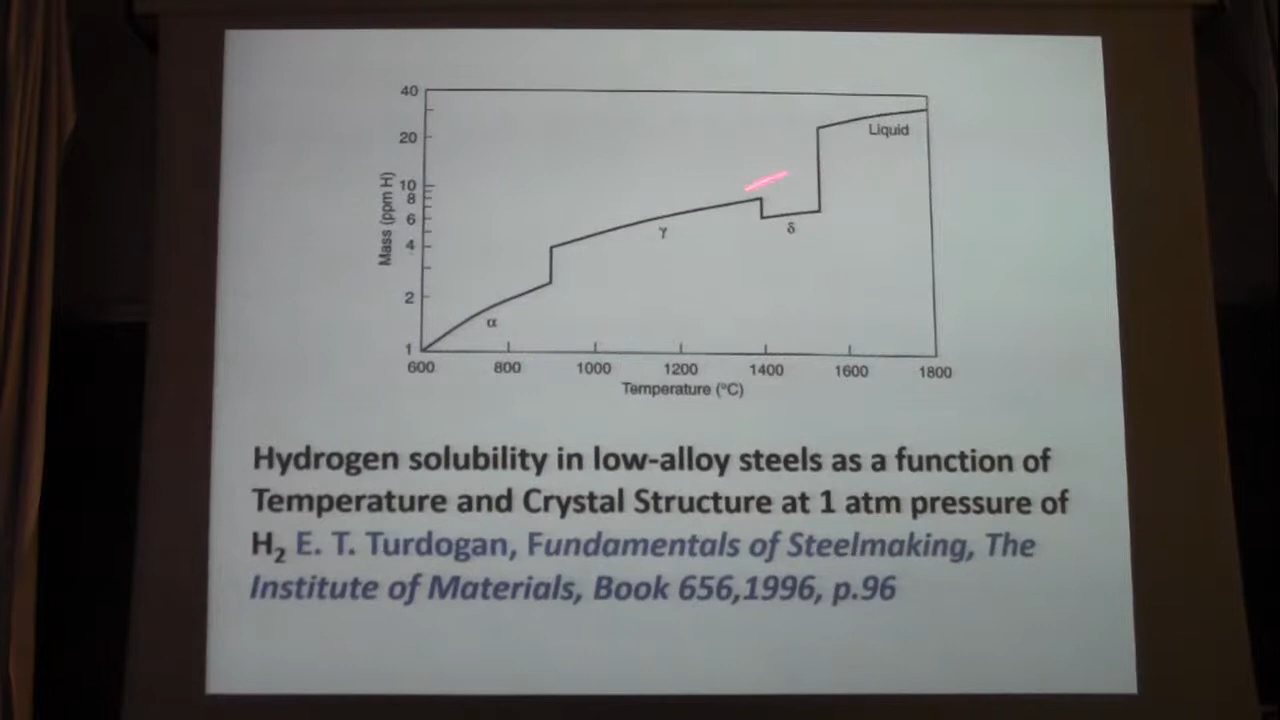 40
20
10
8
6
4
2
1
Mass (ppm H)
Liquid
γ
δ
α
600 800 1000 1200 1400 1600 1800
Temperature (°C)
Hydrogen solubility in low-alloy steels as a function of
Temperature and Crystal Structure at 1 atm pressure of
H₂ E. T. Turdogan, Fundamentals of Steelmaking, The
Institute of Materials, Book 656,1996, p.96